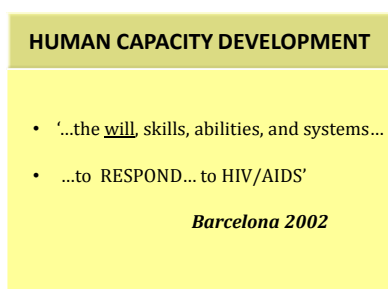 HUMAN CAPACITY DEVELOPMENT
• ‘…the will, skills, abilities, and systems…
• …to RESPOND… to HIV/AIDS’
Barcelona 2002